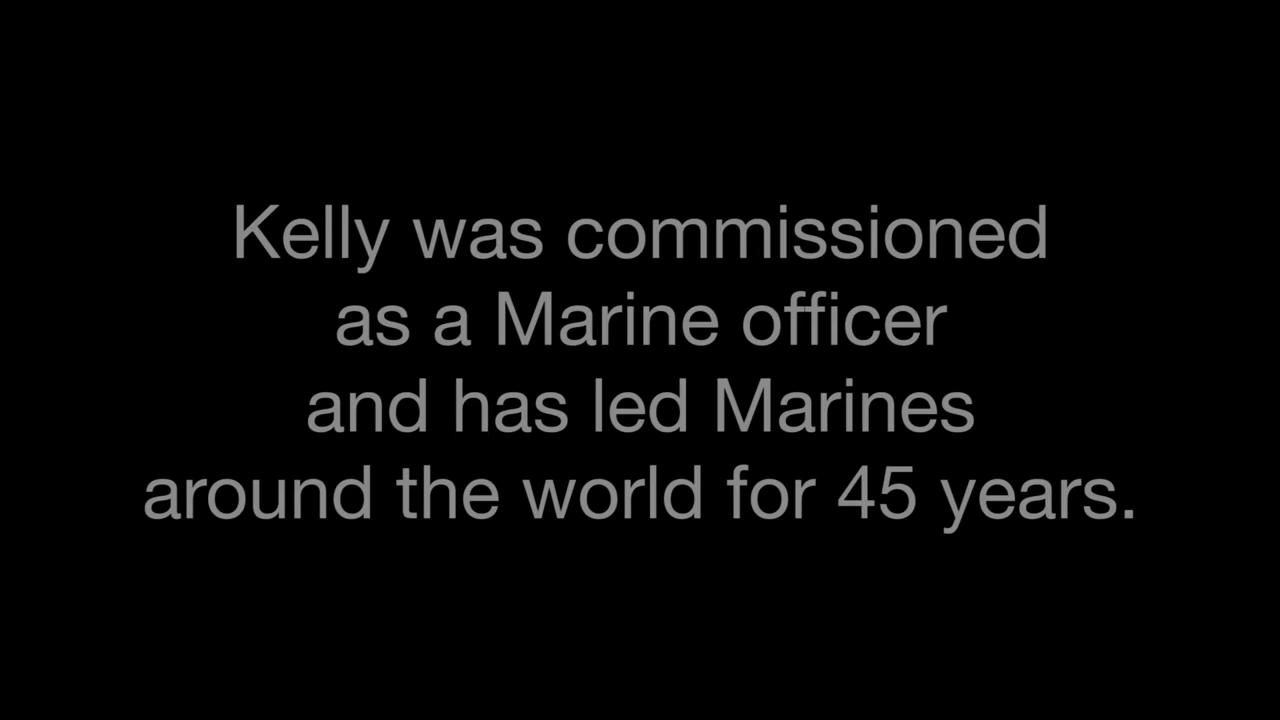 Kelly was commissioned
as a Marine officer
and has led Marines
around the world for 45 years.